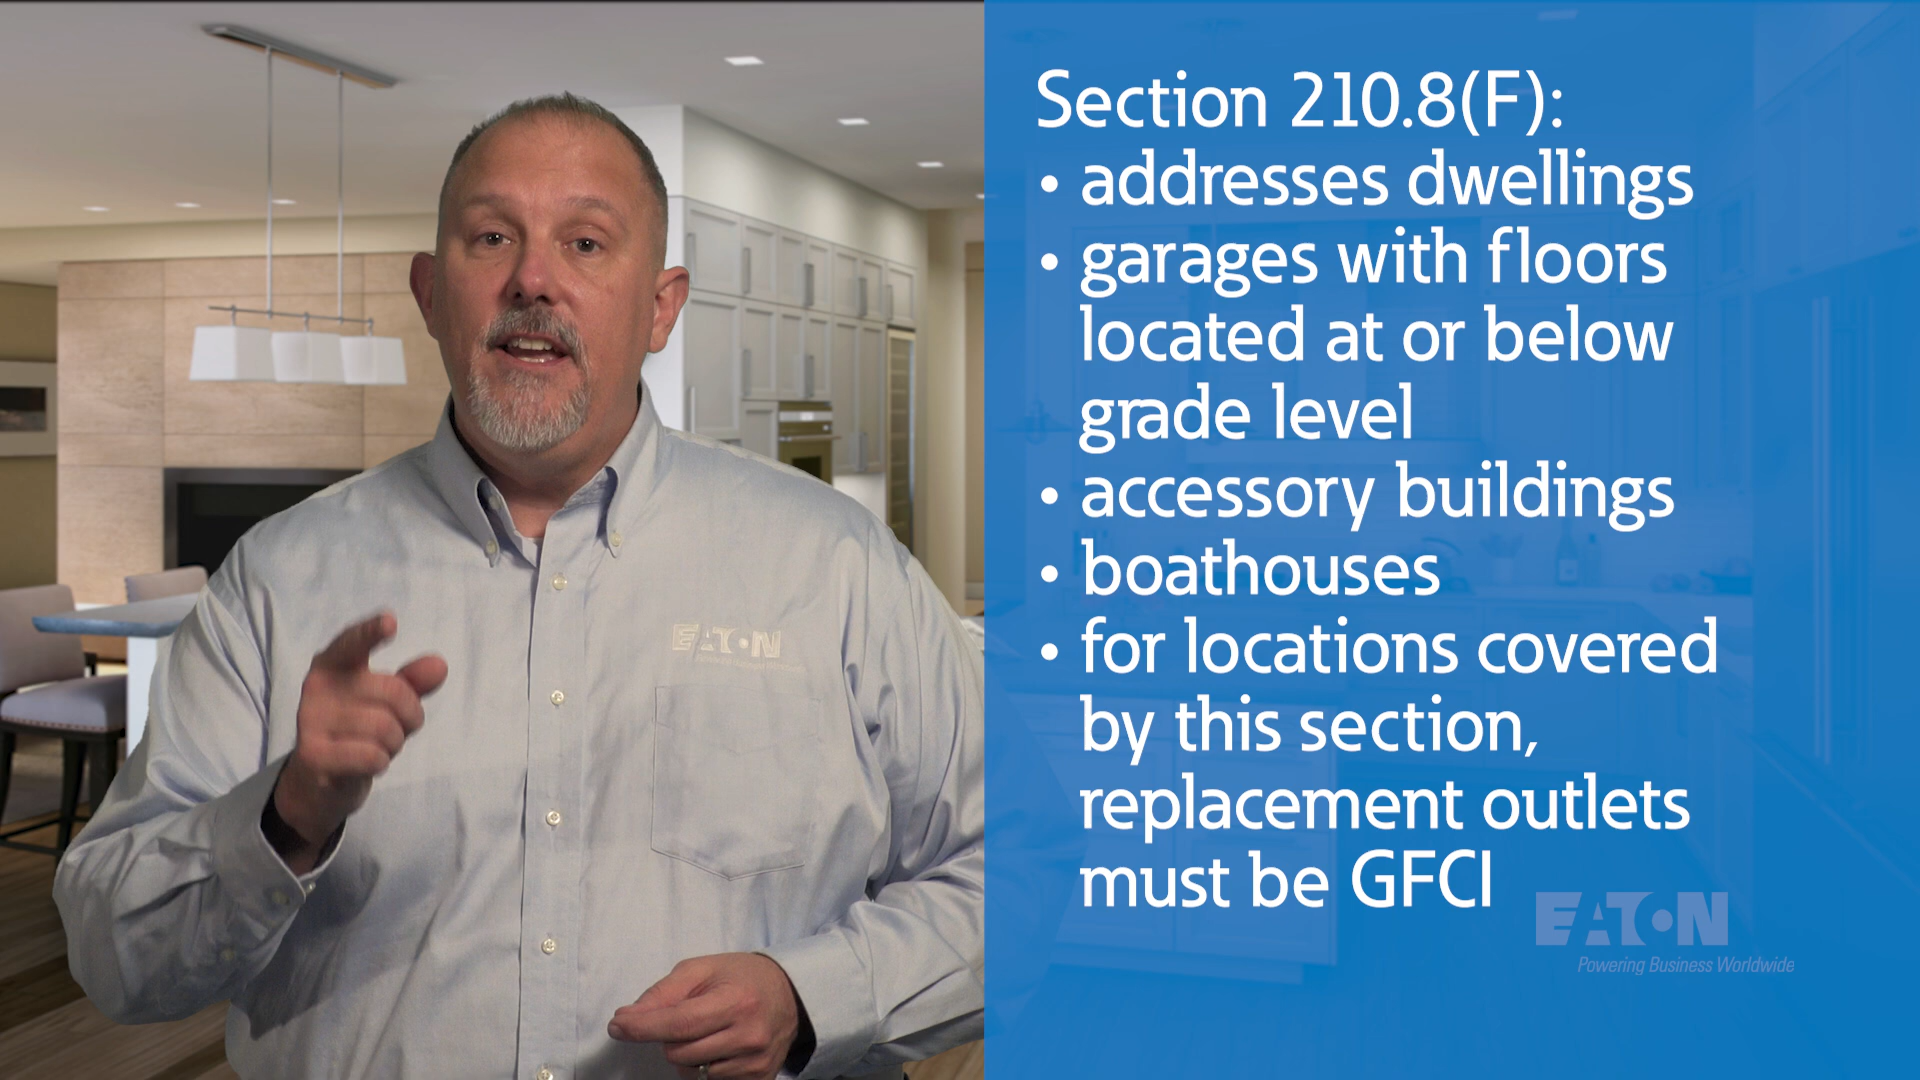 Section 210.8(F):
• addresses dwellings
• garages with floors
located at or below
grade level
• accessory buildings
• boathouses
• for locations covered
by this section,
replacement outlets
must be GFCI
EATON
Powering Business Worldwide
EATON